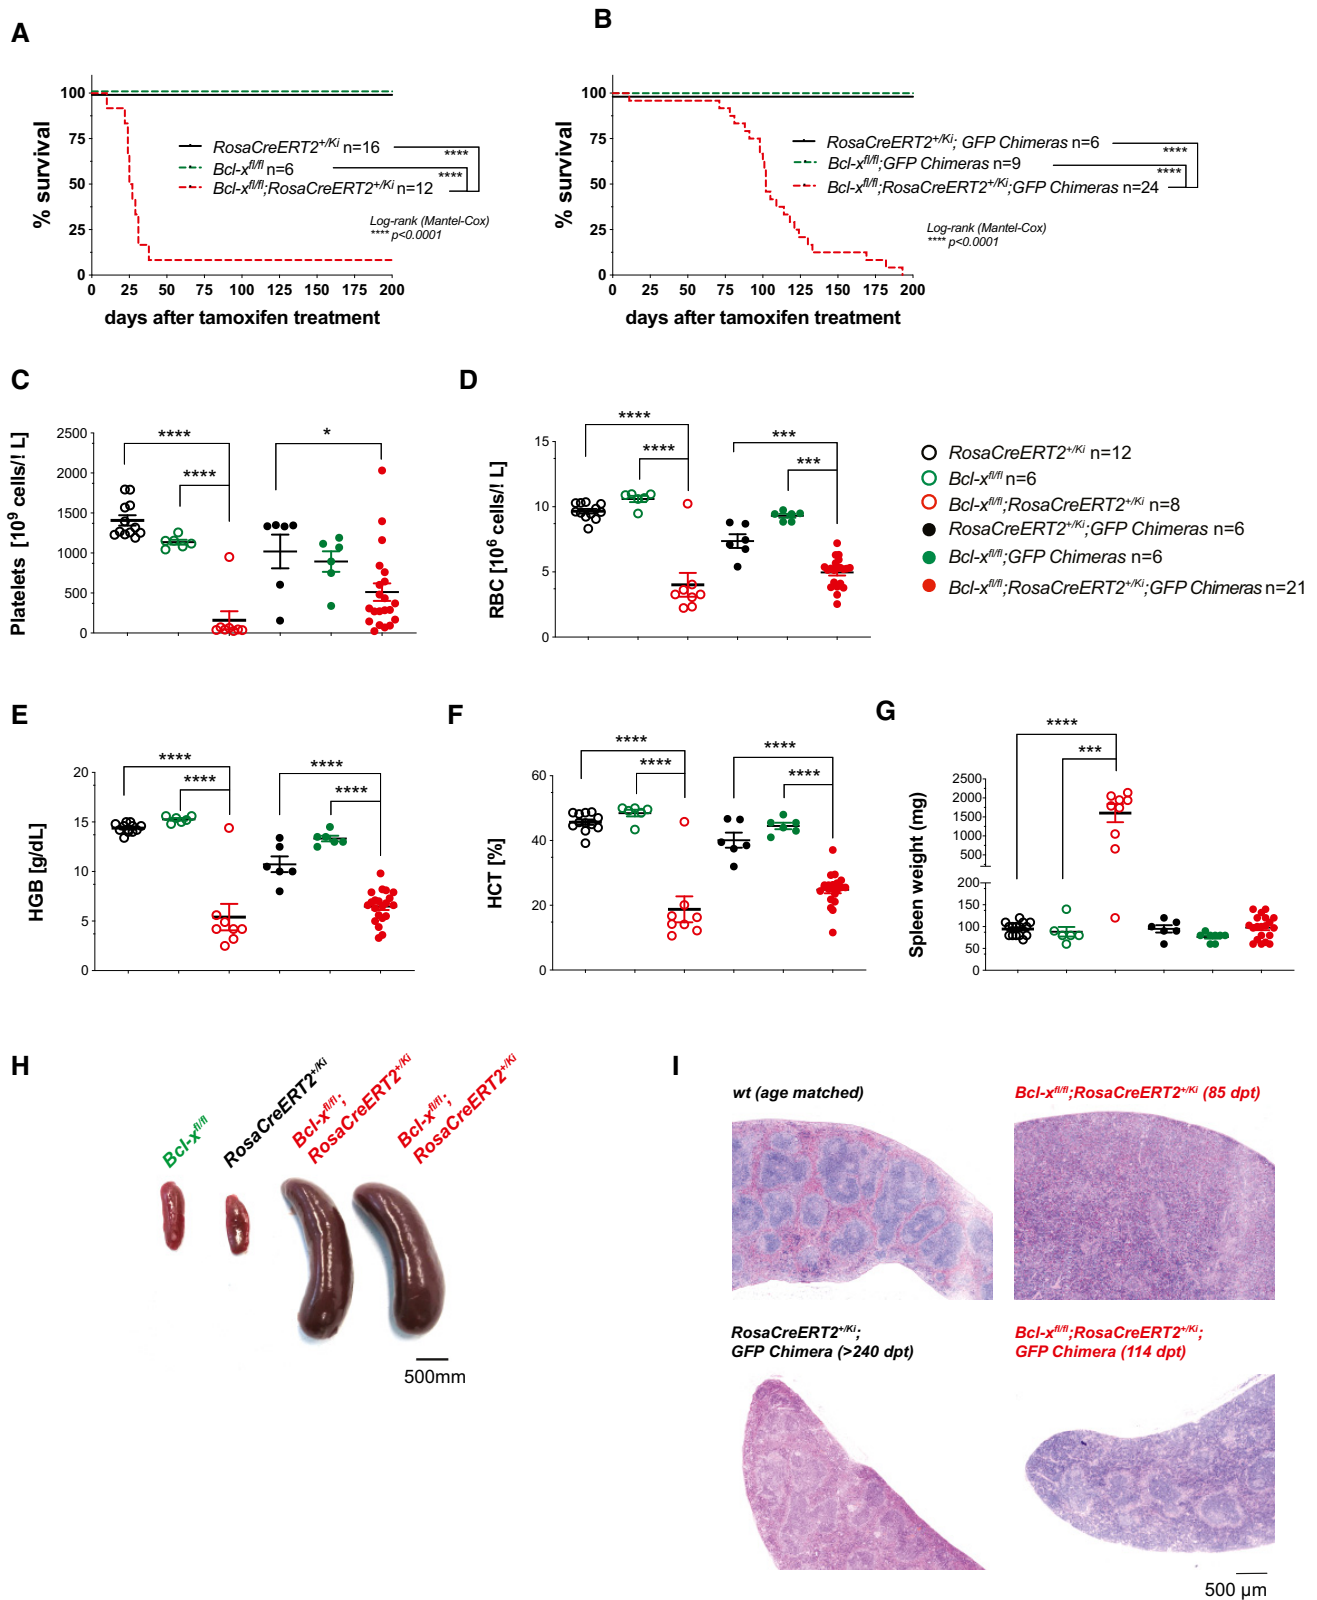 A
% survival
100
75
50
25
0
0 25 50 75 100 125 150 175 200
days after tamoxifen treatment
RosaCreERT2+/Ki n=16
Bcl-xfl/fl n=6
Bcl-xfl/fl;RosaCreERT2+/Ki n=12
****
****
Log-rank (Mantel-Cox)
**** p<0.0001
B
% survival
100
75
50
25
0
0 25 50 75 100 125 150 175 200
days after tamoxifen treatment
RosaCreERT2+/Ki; GFP Chimeras n=6
Bcl-xfl/fl;GFP Chimeras n=9
Bcl-xfl/fl;RosaCreERT2+/Ki;GFP Chimeras n=24
****
****
Log-rank (Mantel-Cox)
**** p<0.0001
C
Platelets [10⁹ cells/! L]
2500
2000
1500
1000
500
0
****
****
*
D
RBC [10⁶ cells/! L]
15
10
5
0
****
****
***
***
RosaCreERT2+/Ki n=12
Bcl-xfl/fl n=6
Bcl-xfl/fl;RosaCreERT2+/Ki n=8
RosaCreERT2+/Ki;GFP Chimeras n=6
Bcl-xfl/fl;GFP Chimeras n=6
Bcl-xfl/fl;RosaCreERT2+/Ki;GFP Chimeras n=21
E
HGB [g/dL]
20
15
10
5
0
****
****
****
****
F
HCT [%]
60
40
20
0
****
****
****
****
G
Spleen weight (mg)
2500
2000
1500
1000
500
200
150
100
50
0
****
***
H
Bcl-xfl/fl
RosaCreERT2+/Ki
Bcl-xfl/fl;
RosaCreERT2+/Ki
Bcl-xfl/fl;
RosaCreERT2+/Ki
500mm
I
wt (age matched)
Bcl-xfl/fl;RosaCreERT2+/Ki (85 dpt)
RosaCreERT2+/Ki;
GFP Chimera (>240 dpt)
Bcl-xfl/fl;RosaCreERT2+/Ki;
GFP Chimera (114 dpt)
500 µm